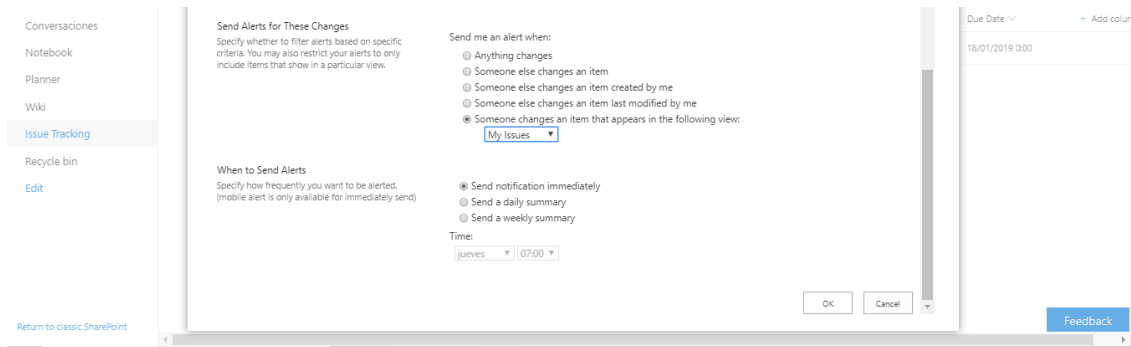 Conversaciones
Notebook
Planner
Wiki
Issue Tracking
Recycle bin
Edit
Return to classic SharePoint
Send Alerts for These Changes
Specify whether to filter alerts based on specific
criteria. You may also restrict your alerts to only
include items that show in a particular view.
Send me an alert when:
Anything changes
Someone else changes an item
Someone else changes an item created by me
Someone else changes an item last modified by me
Someone changes an item that appears in the following view:
My Issues
When to Send Alerts
Specify how frequently you want to be alerted.
(mobile alert is only available for immediately send)
Send notification immediately
Send a daily summary
Send a weekly summary
Time:
jueves 07:00
OK Cancel
Due Date + Add colur
18/01/2019 0:00
Feedback